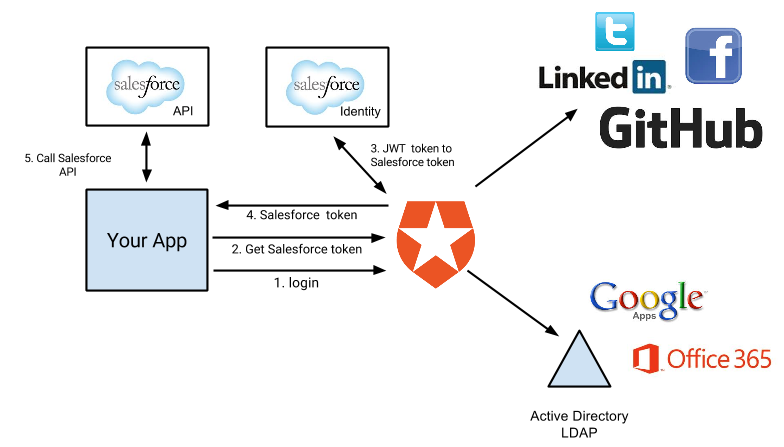 salesforce
API
salesforce
Identity
Linked in
GitHub
5. Call Salesforce
API
3. JWT token to
Salesforce token
Your App
4. Salesforce token
2. Get Salesforce token
1. login
Google
Apps
Office 365
Active Directory
LDAP